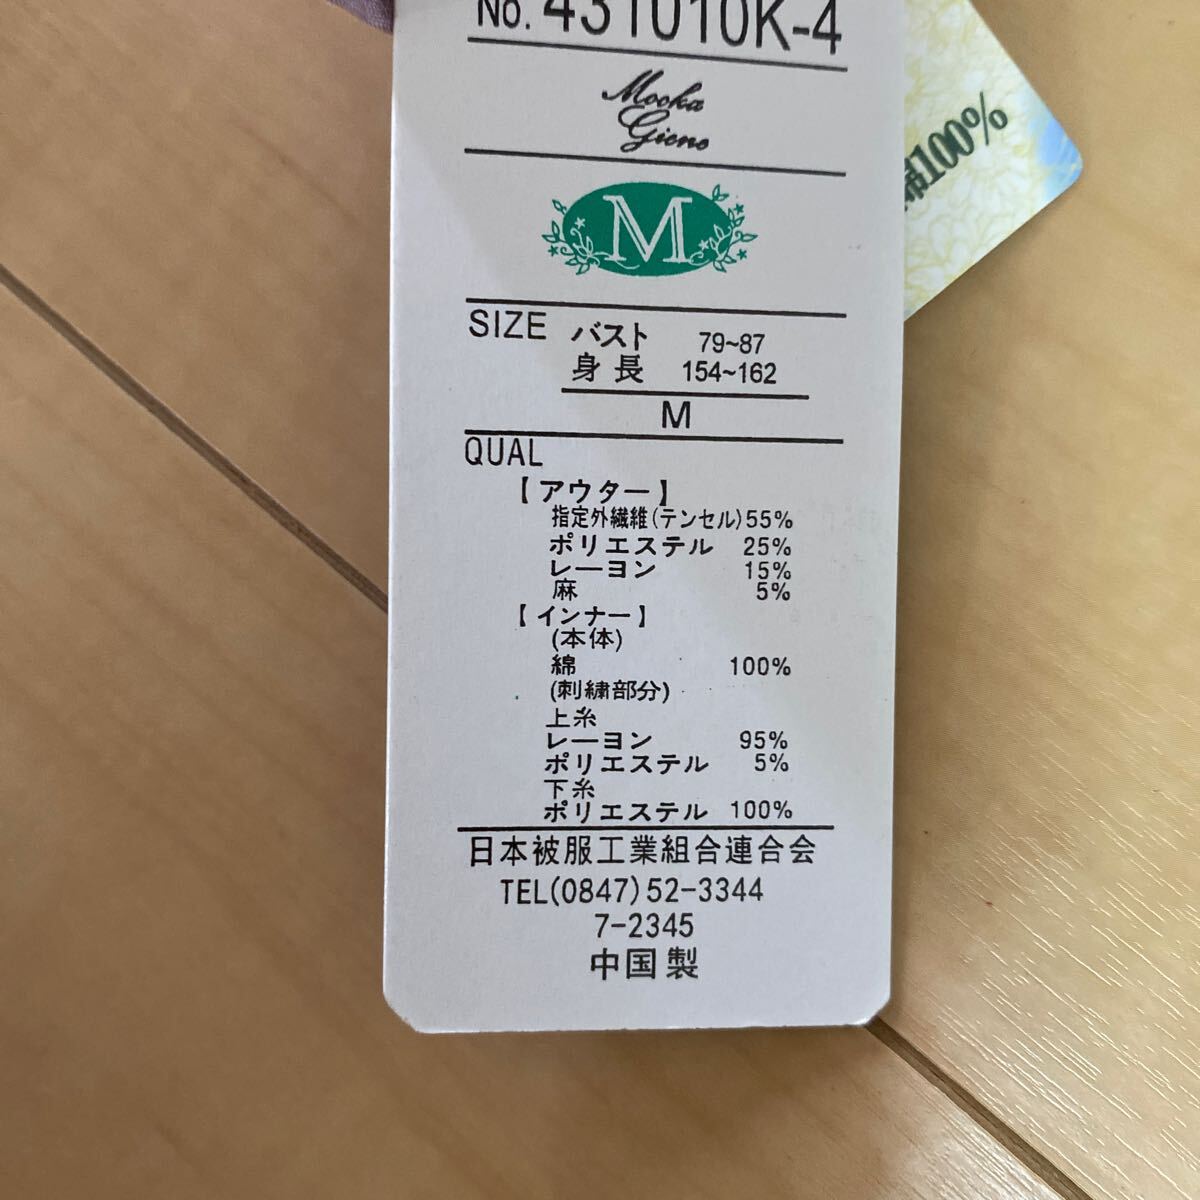 No. 431010K-4
Mooka
Gieno
M
SIZE バスト 79~87
身長 154~162
M
QUAL
【アウター】
指定外繊維(テンセル)55%
ポリエステル 25%
レーヨン 15%
麻 5%
【インナー】
(本体)
綿 100%
(刺繍部分)
上糸
レーヨン 95%
ポリエステル 5%
下糸
ポリエステル 100%
日本被服工業組合連合会
TEL(0847)52-3344
7-2345
中国製
100%